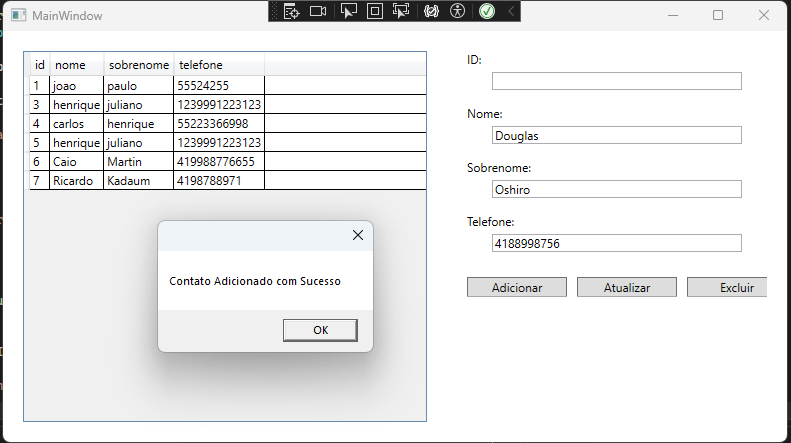 MainWindow
id nome sobrenome telefone
1 joao paulo 55524255
3 henrique juliano 1239991223123
4 carlos henrique 55223366998
5 henrique juliano 1239991223123
6 Caio Martin 419988776655
7 Ricardo Kadaum 4198788971
Contato Adicionado com Sucesso
OK
ID:
Nome:
Douglas
Sobrenome:
Oshiro
Telefone:
4188998756
Adicionar Atualizar Excluir